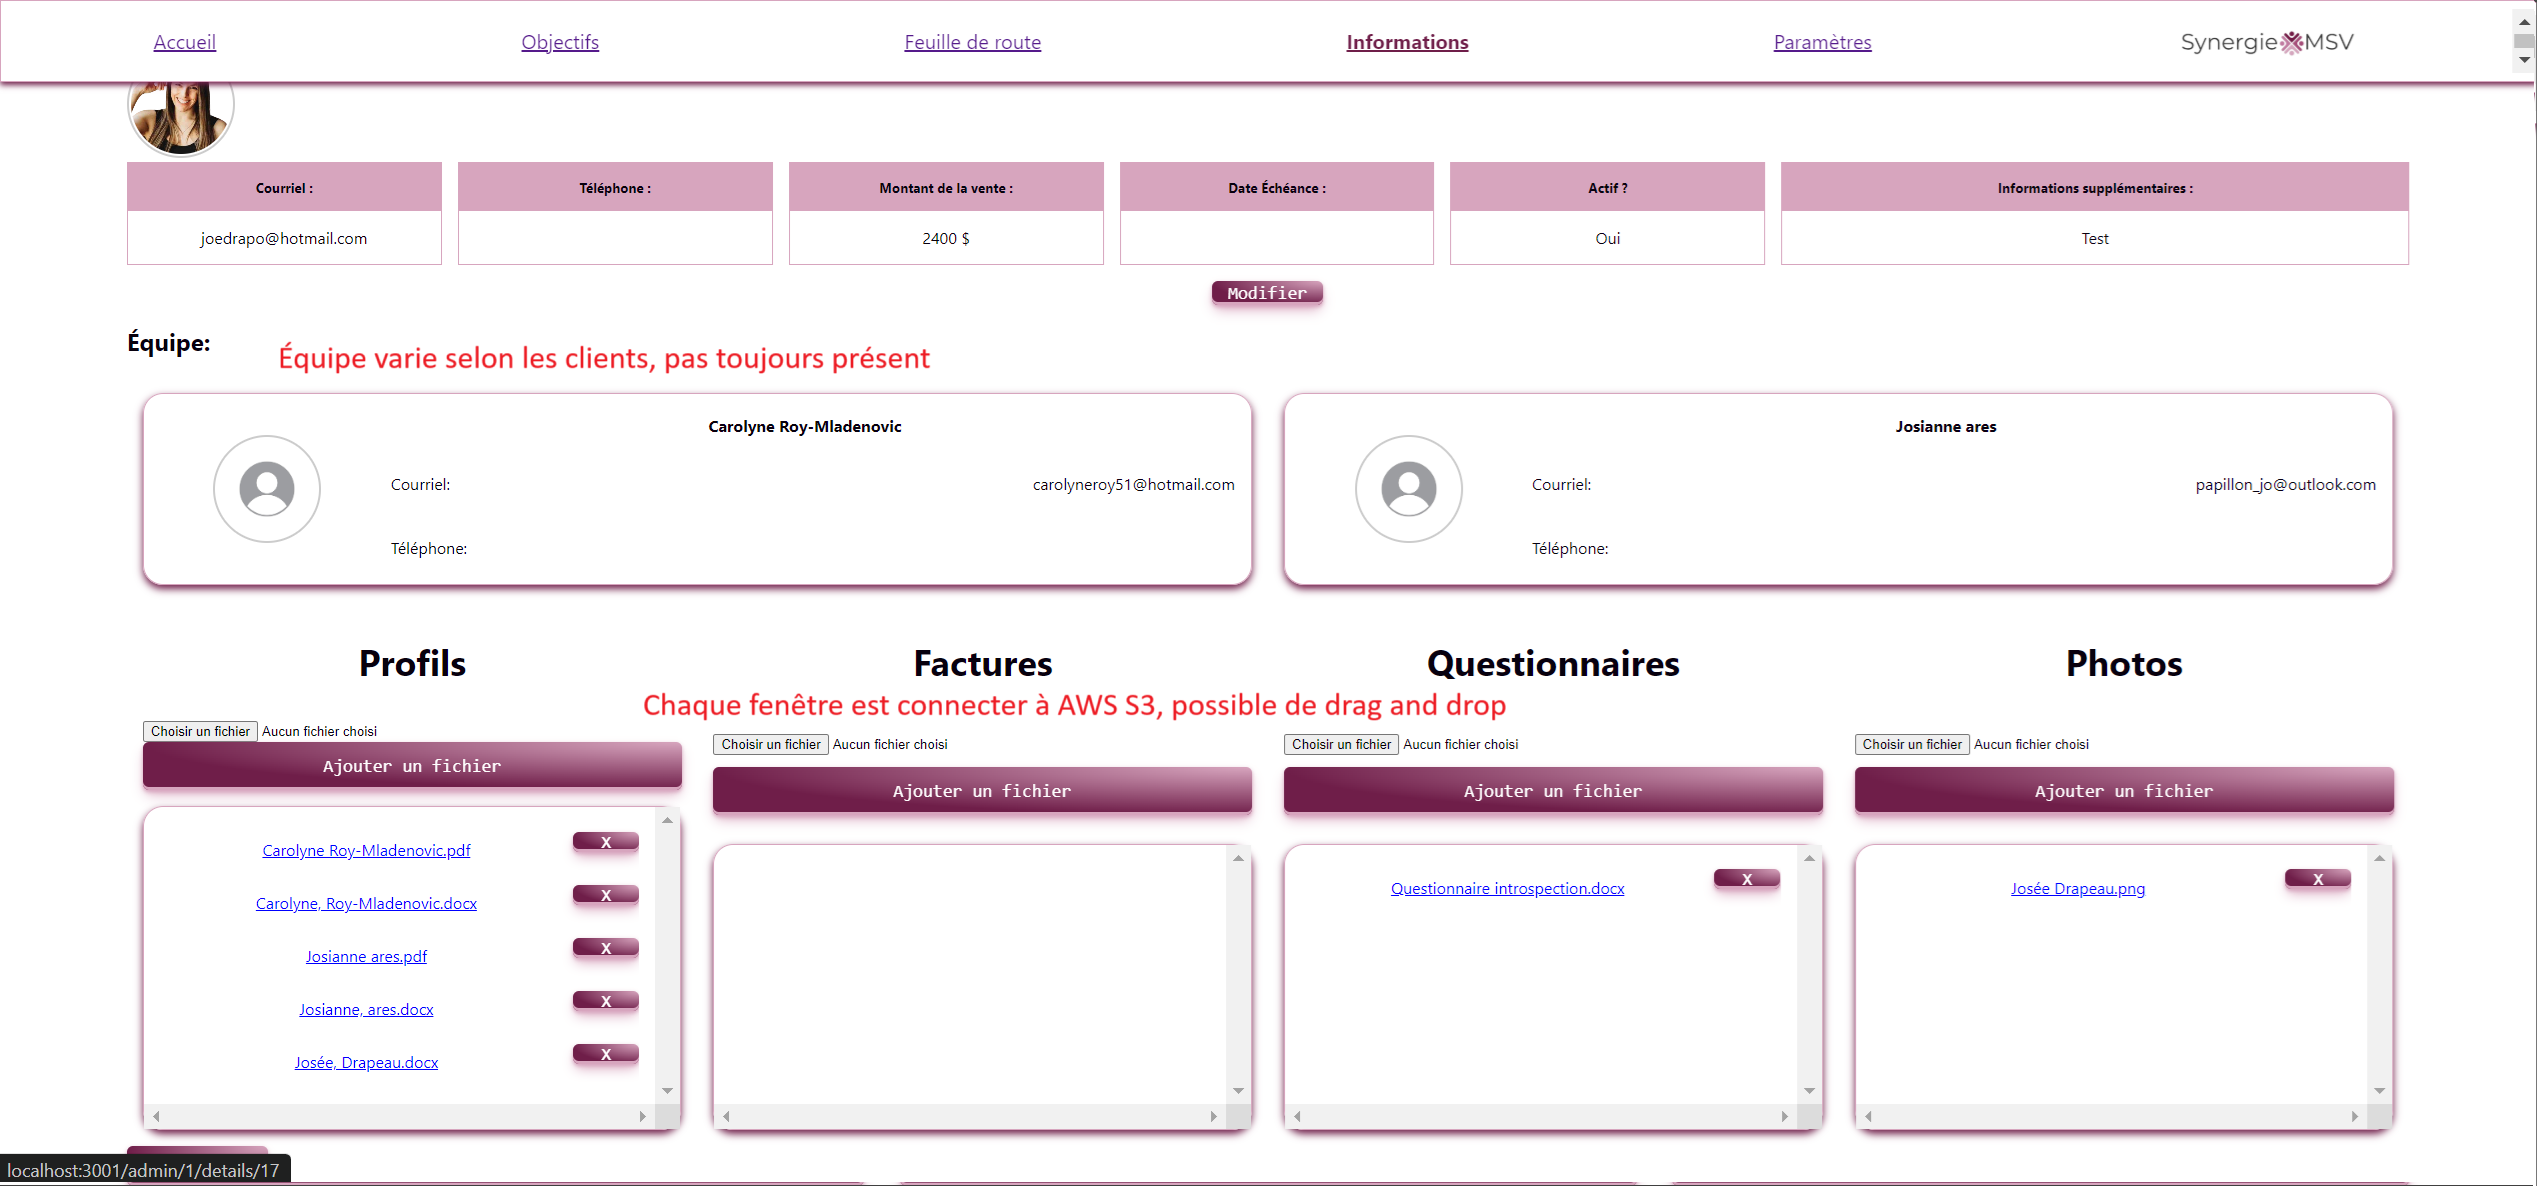 Accueil Objectifs Feuille de route Informations Paramètres Synergie MSV
Courriel : Téléphone : Montant de la vente : Date Échéance : Actif ? Informations supplémentaires :
joedrapo@hotmail.com 2400 $ Oui Test
Modifier
Équipe:
Équipe varie selon les clients, pas toujours présent
Carolyne Roy-Mladenovic
Courriel: carolyneroy51@hotmail.com
Téléphone:
Josianne ares
Courriel: papillon_jo@outlook.com
Téléphone:
Profils Factures Questionnaires Photos
Chaque fenêtre est connecter à AWS S3, possible de drag and drop
Choisir un fichier Aucun fichier choisi
Ajouter un fichier
Carolyne Roy-Mladenovic.pdf X
Carolyne, Roy-Mladenovic.docx X
Josianne ares.pdf X
Josianne, ares.docx X
Josée, Drapeau.docx X
Choisir un fichier Aucun fichier choisi
Ajouter un fichier
Choisir un fichier Aucun fichier choisi
Ajouter un fichier
Questionnaire introspection.docx X
Choisir un fichier Aucun fichier choisi
Ajouter un fichier
Josée Drapeau.png X
localhost:3001/admin/1/details/17